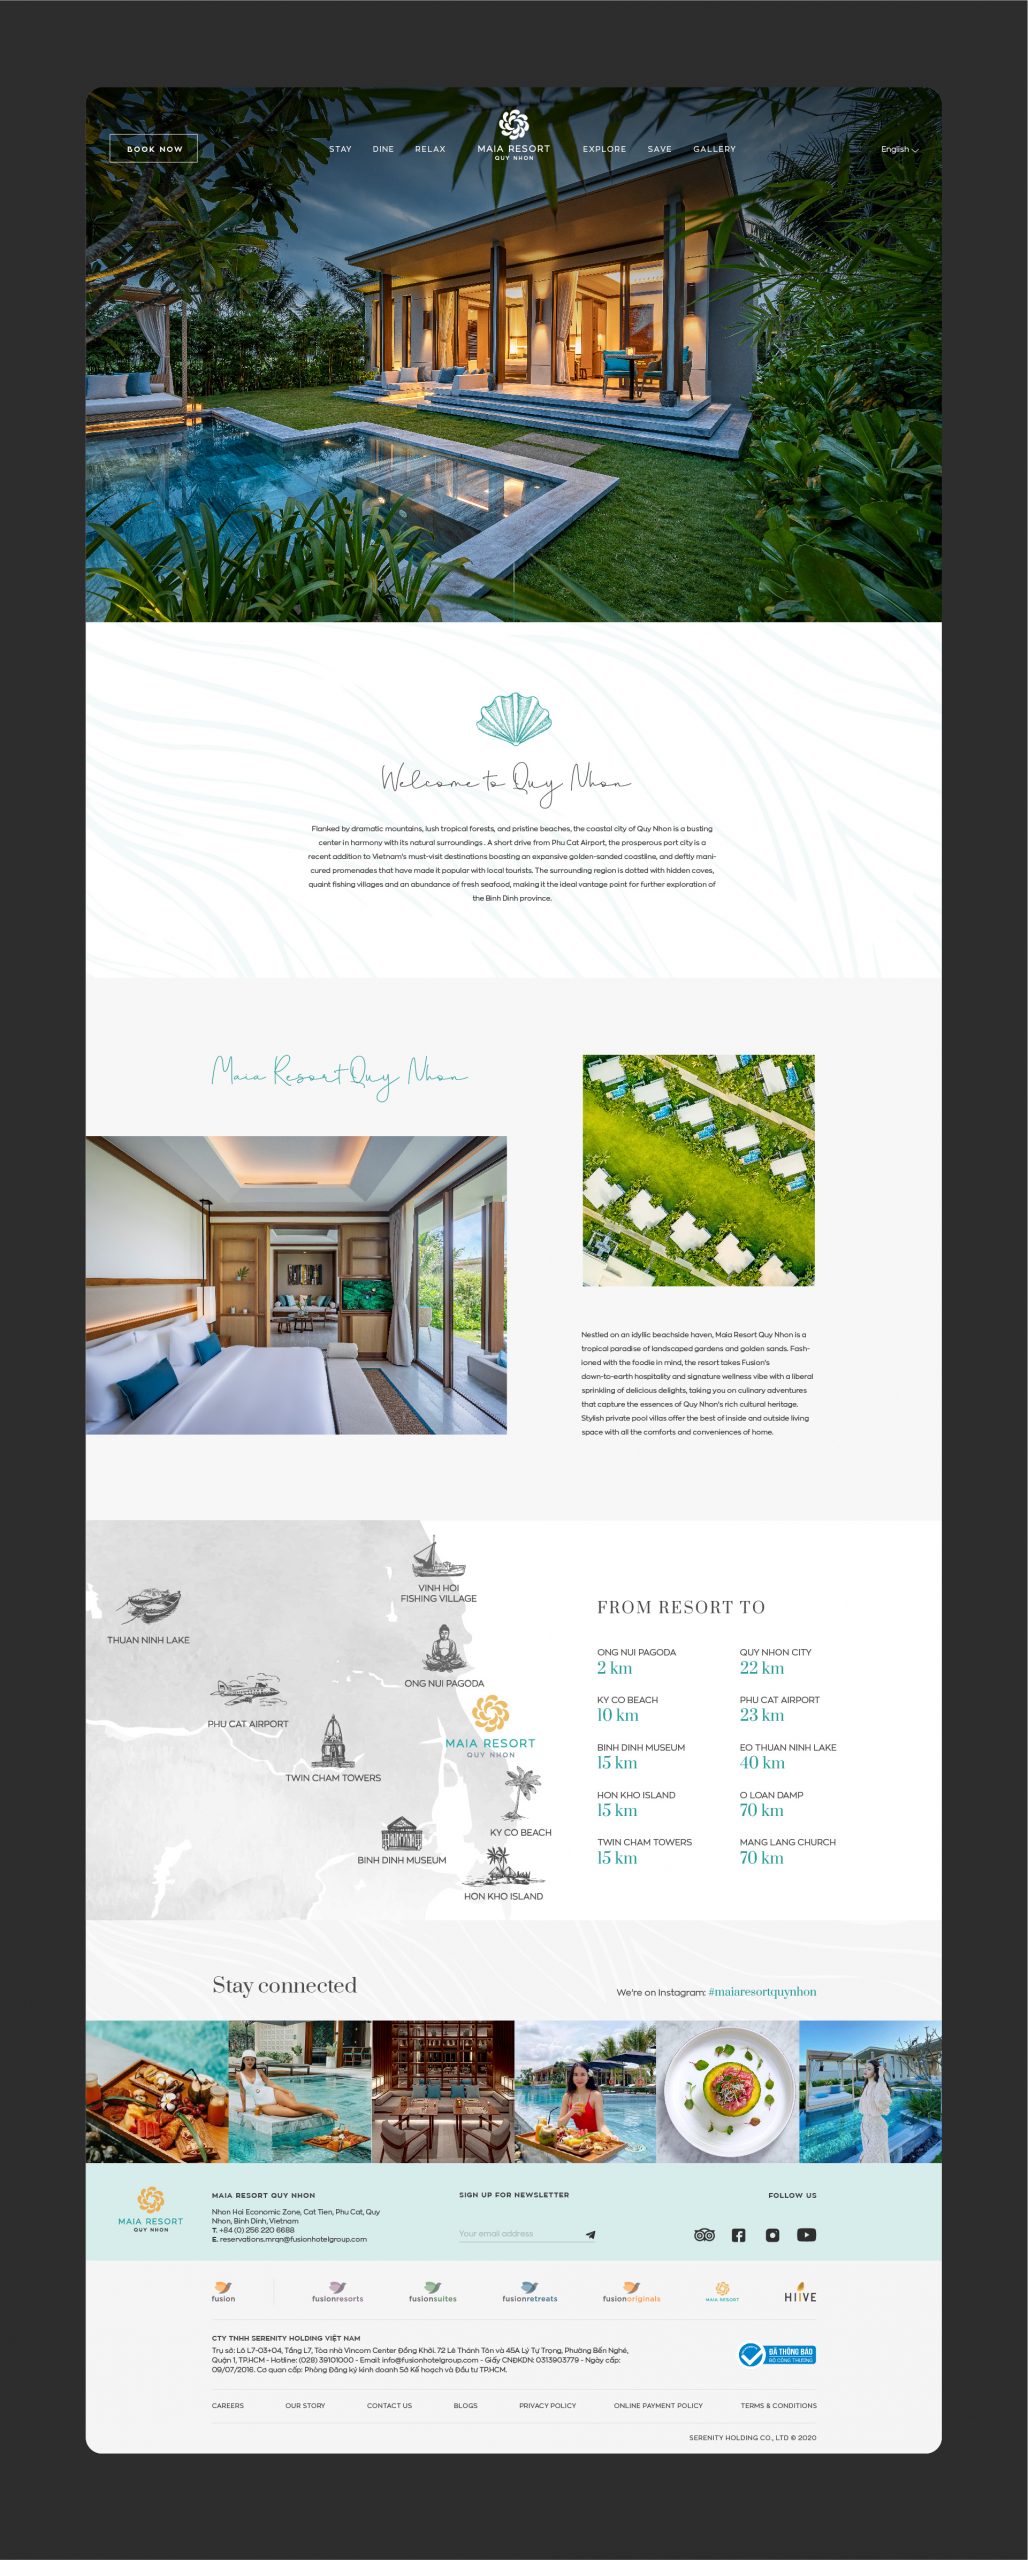 BOOK NOW
STAY
DINE
RELAX
MAIA RESORT
QUY NHON
EXPLORE
SAVE
GALLERY
English
Welcome to Quy Nhon
Flanked by dramatic mountains, lush tropical forests, and pristine beaches, the coastal city of Quy Nhon is a busting
center in harmony with its natural surroundings . A short drive from Phu Cat Airport, the prosperous port city is a
recent addition to Vietnam's must-visit destinations boasting an expansive golden-sanded coastline, and deftly mani-
cured promenades that have made it popular with local tourists. The surrounding region is dotted with hidden coves,
quaint fishing villages and an abundance of fresh seafood, making it the ideal vantage point for further exploration of
the Binh Dinh province.
Maia Resort Quy Nhon
Nestled on an idyllic beachside haven, Maia Resort Quy Nhon is a
tropical paradise of landscaped gardens and golden sands. Fash-
ioned with the foodie in mind, the resort takes Fusion's
down-to-earth hospitality and signature wellness vibe with a liberal
sprinkling of delicious delights, taking you on culinary adventures
that capture the essences of Quy Nhon's rich cultural heritage.
Stylish private pool villas offer the best of inside and outside living
space with all the comforts and conveniences of home.
VINH HOI
FISHING VILLAGE
THUAN NINH LAKE
ONG NUI PAGODA
PHU CAT AIRPORT
MAIA RESORT
QUY NHON
TWIN CHAM TOWERS
KY CO BEACH
BINH DINH MUSEUM
HON KHO ISLAND
FROM RESORT TO
ONG NUI PAGODA
2 km
QUY NHON CITY
22 km
KY CO BEACH
10 km
PHU CAT AIRPORT
23 km
BINH DINH MUSEUM
15 km
EO THUAN NINH LAKE
40 km
HON KHO ISLAND
15 km
O LOAN DAMP
70 km
TWIN CHAM TOWERS
15 km
MANG LANG CHURCH
70 km
Stay connected
We're on Instagram: #maiaresortquynhon
MAIA RESORT
QUY NHON
MAIA RESORT QUY NHON
Nhon Hoi Economic Zone, Cat Tien, Phu Cat, Quy
Nhon, Binh Dinh, Vietnam
T. +84 (0) 256 220 6688
E. reservations.mrqn@fusionhotelgroup.com
SIGN UP FOR NEWSLETTER
Your email address
FOLLOW US
fusion
fusionresorts
fusionsuites
fusionretreats
fusionoriginals
MAIA RESORT
HIIVE
CTY TNHH SERENITY HOLDING VIỆT NAM
Trụ sở: Lô L7-03+04, Tầng L7, Tòa nhà Vincom Center Đồng Khởi. 72 Lê Thánh Tôn và 45A Lý Tự Trọng, Phường Bến Nghé,
Quận 1, TP.HCM - Hotline: (028) 39101000 - Email: info@fusionhotelgroup.com - Giấy CNĐKDN: 0313903779 - Ngày cấp:
09/07/2016. Cơ quan cấp: Phòng Đăng ký kinh doanh Sở Kế hoạch và Đầu tư TP.HCM.
ĐÃ THÔNG BÁO
BỘ CÔNG THƯƠNG
CAREERS
OUR STORY
CONTACT US
BLOGS
PRIVACY POLICY
ONLINE PAYMENT POLICY
TERMS & CONDITIONS
SERENITY HOLDING CO., LTD © 2020